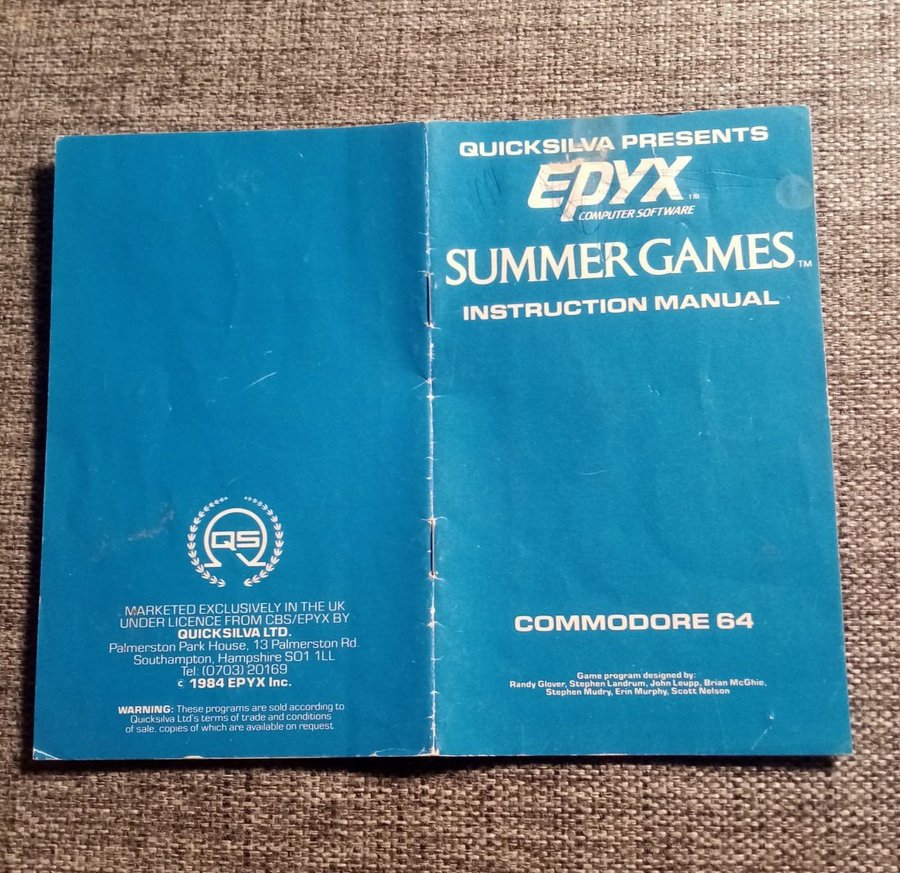 QUICKSILVA PRESENTS
EPYX TM
COMPUTER SOFTWARE
SUMMER GAMES TM
INSTRUCTION MANUAL
COMMODORE 64
Game program designed by:
Randy Glover, Stephen Landrum, John Leupp, Brian McGhie,
Stephen Mudry, Erin Murphy, Scott Nelson
QS
MARKETED EXCLUSIVELY IN THE UK
UNDER LICENCE FROM CBS/EPYX BY
QUICKSILVA LTD.
Palmerston Park House, 13 Palmerston Rd.
Southampton, Hampshire SO1 1LL
Tel: (0703) 20169
c 1984 EPYX Inc.
WARNING: These programs are sold according to
Quicksilva Ltd's terms of trade and conditions
of sale, copies of which are available on request.